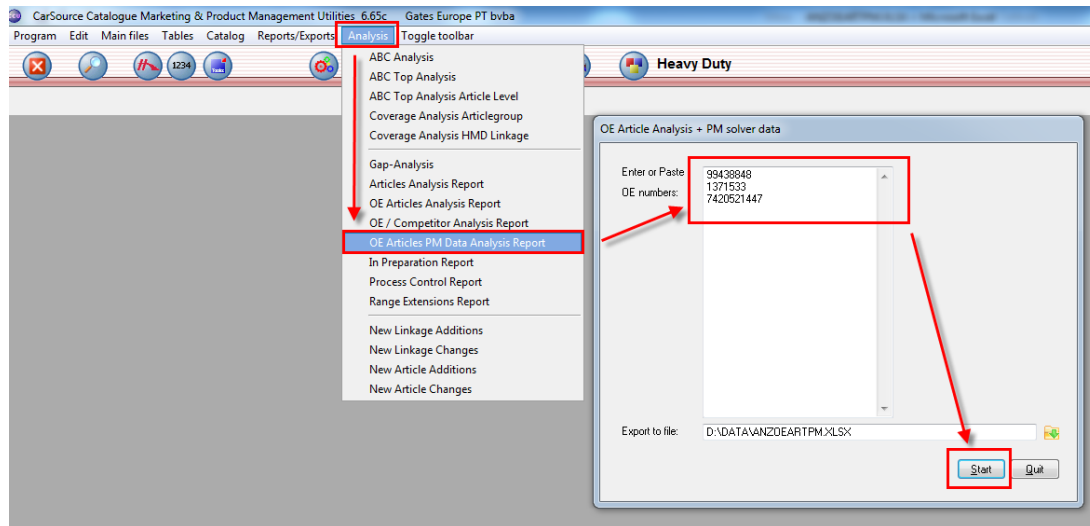 CarSource Catalogue Marketing & Product Management Utilities 6.65c Gates Europe PT bvba
Program Edit Main files Tables Catalog Reports/Exports Analysis Toggle toolbar
1234
Heavy Duty
ABC Analysis
ABC Top Analysis
ABC Top Analysis Article Level
Coverage Analysis Articlegroup
Coverage Analysis HMD Linkage
Gap-Analysis
Articles Analysis Report
OE Articles Analysis Report
OE / Competitor Analysis Report
OE Articles PM Data Analysis Report
In Preparation Report
Process Control Report
Range Extensions Report
New Linkage Additions
New Linkage Changes
New Article Additions
New Article Changes
OE Article Analysis + PM solver data
Enter or Paste
OE numbers:
99438848
1371533
7420521447
Export to file: D:\DATA\ANZOEARTPM.XLSX
Start Quit